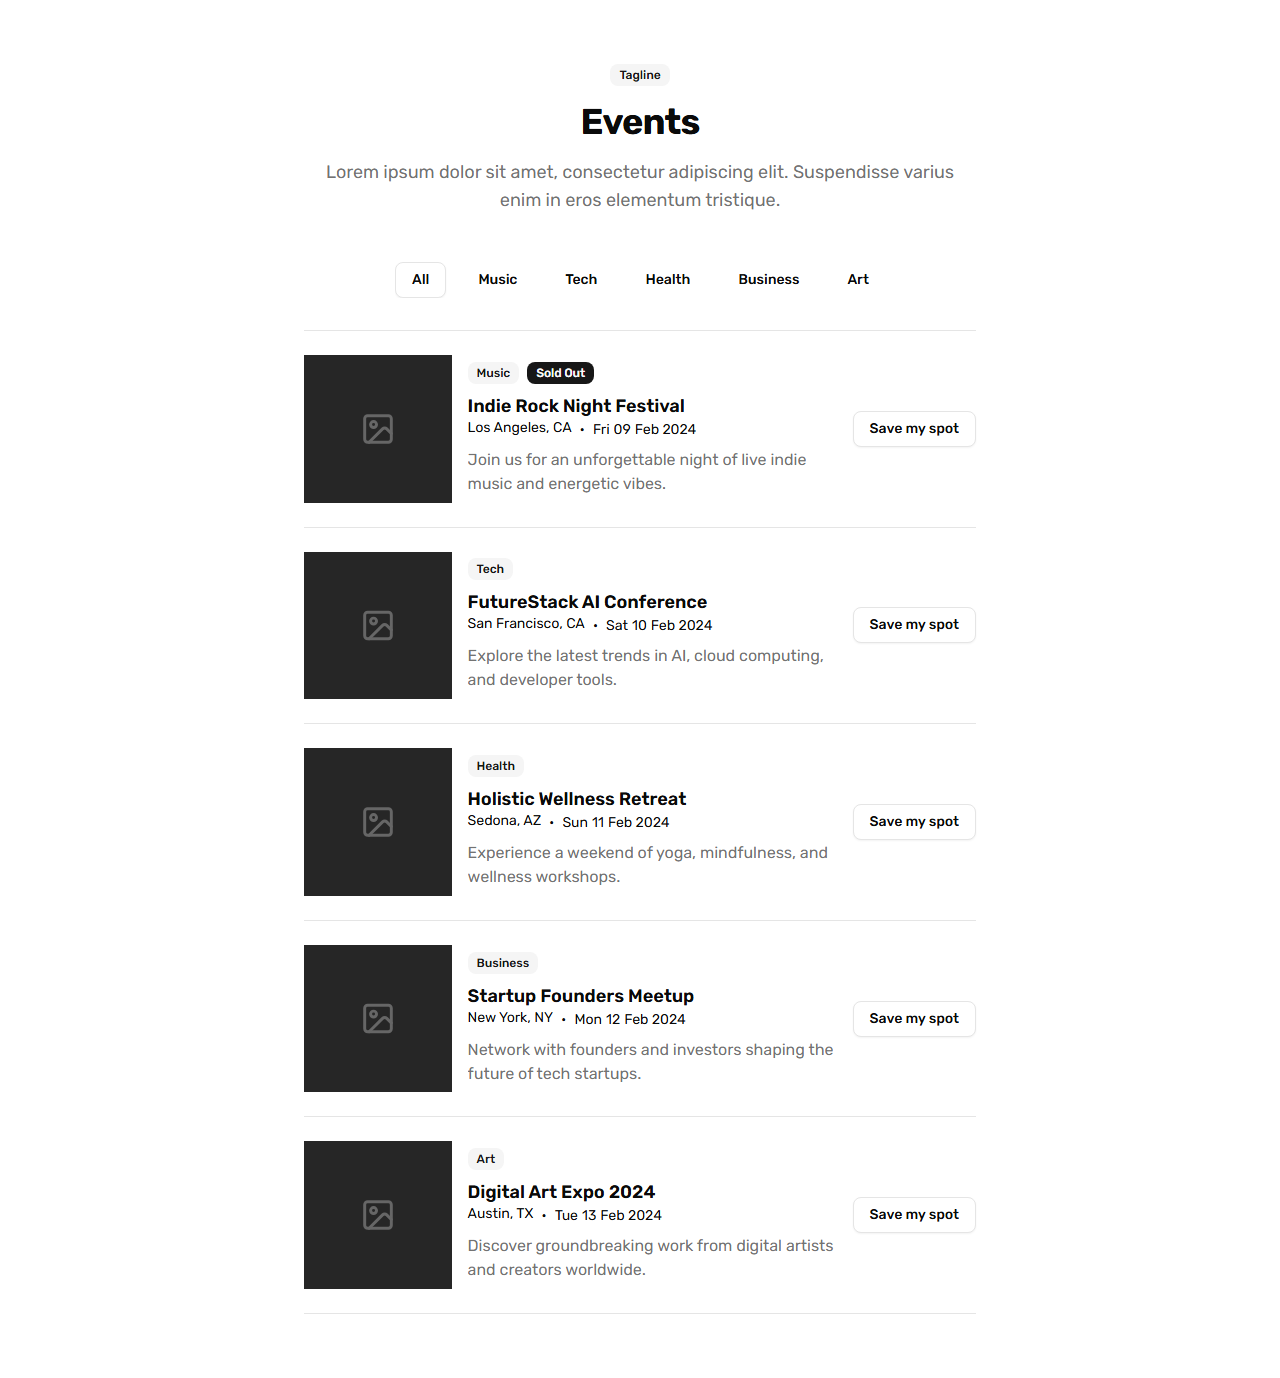 Tagline
Events
Lorem ipsum dolor sit amet, consectetur adipiscing elit. Suspendisse varius
enim in eros elementum tristique.
All Music Tech Health Business Art
Music Sold Out
Indie Rock Night Festival
Los Angeles, CA • Fri 09 Feb 2024
Join us for an unforgettable night of live indie
music and energetic vibes.
Save my spot
Tech
FutureStack AI Conference
San Francisco, CA • Sat 10 Feb 2024
Explore the latest trends in AI, cloud computing,
and developer tools.
Save my spot
Health
Holistic Wellness Retreat
Sedona, AZ • Sun 11 Feb 2024
Experience a weekend of yoga, mindfulness, and
wellness workshops.
Save my spot
Business
Startup Founders Meetup
New York, NY • Mon 12 Feb 2024
Network with founders and investors shaping the
future of tech startups.
Save my spot
Art
Digital Art Expo 2024
Austin, TX • Tue 13 Feb 2024
Discover groundbreaking work from digital artists
and creators worldwide.
Save my spot